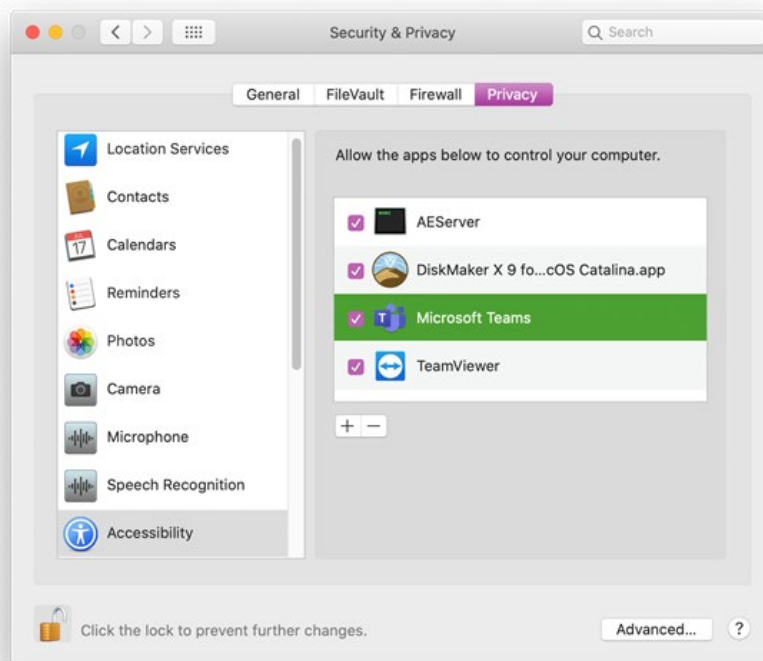 Security & Privacy
Search
General
FileVault
Firewall
Privacy
Location Services
Contacts
JUL
17
Calendars
Reminders
Photos
Camera
Microphone
Speech Recognition
Accessibility
Allow the apps below to control your computer.
AEServer
DiskMaker X 9 fo...cOS Catalina.app
T
Microsoft Teams
TeamViewer
+
−
Click the lock to prevent further changes.
Advanced...
?